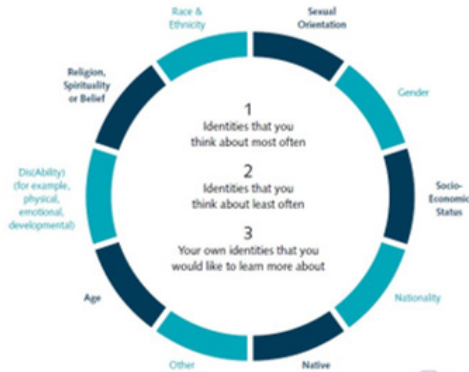 Race &
Ethnicity
Sexual
Orientation
Religion,
Spirituality
or Belief
Gender
1
Identities that you
think about most often
2
Identities that you
think about least often
3
Your own identities that you
would like to learn more about
Dis(Ability)
(for example,
physical,
emotional,
developmental)
Socio-
Economic
Status
Age
Nationality
Other
Native